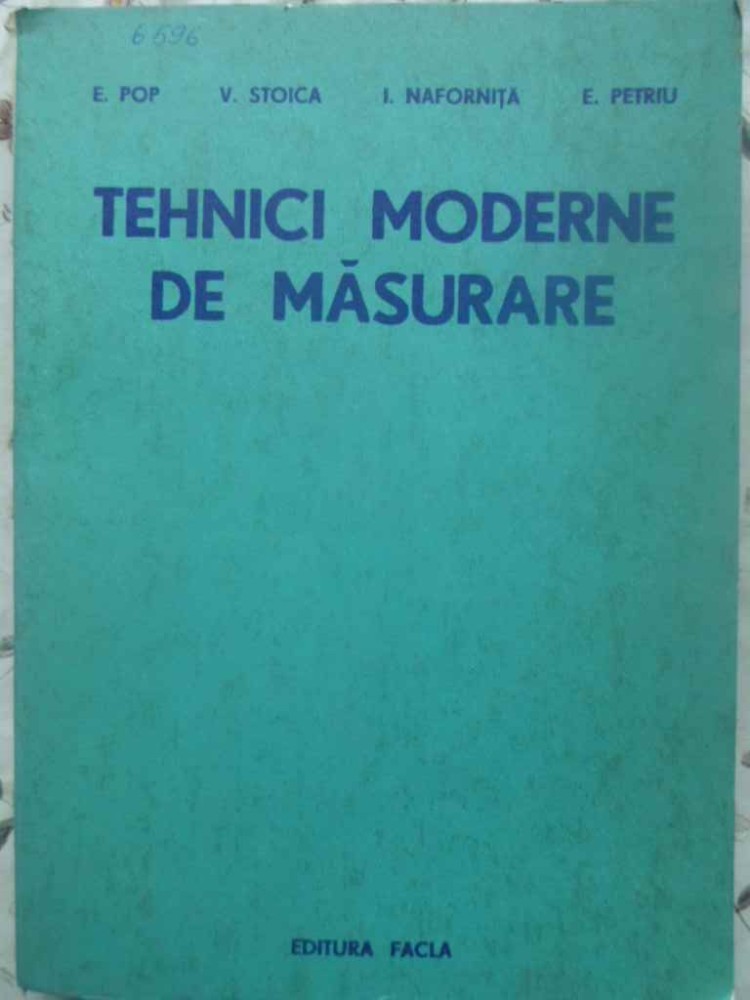 6596
E. POP V. STOICA I. NAFORNIȚĂ E. PETRIU
TEHNICI MODERNE
DE MĂSURARE
EDITURA FACLA